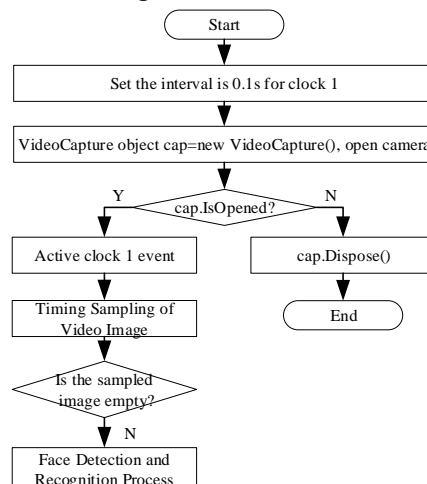 Start
Set the interval is 0.1s for clock 1
VideoCapture object cap=new VideoCapture(), open camera
Y
cap.IsOpened?
N
Active clock 1 event
cap.Dispose()
Timing Sampling of
Video Image
End
Is the sampled
image empty?
N
Face Detection and
Recognition Process